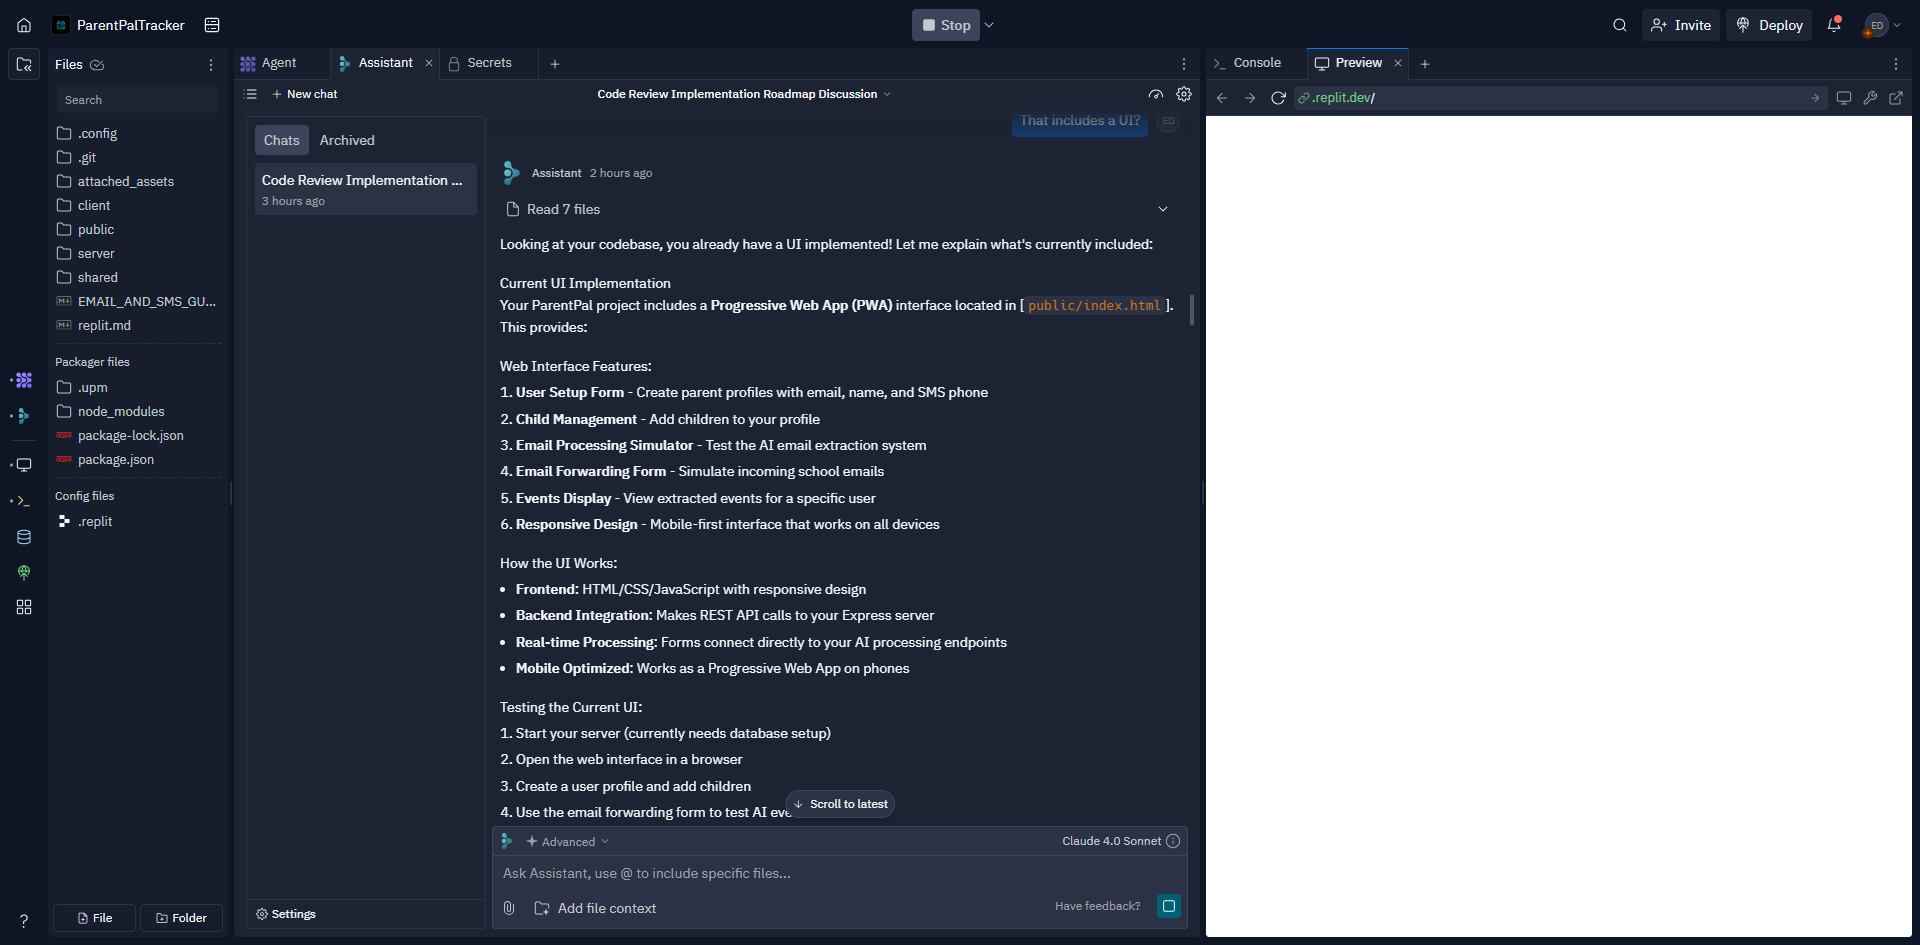 ParentPalTracker
Stop
Invite
Deploy
ED
Files
Search
.config
.git
attached_assets
client
public
server
shared
EMAIL_AND_SMS_GU...
replit.md
Packager files
.upm
node_modules
package-lock.json
package.json
Config files
.replit
File
Folder
Agent
Assistant
Secrets
New chat
Code Review Implementation Roadmap Discussion
Chats
Archived
Code Review Implementation ...
3 hours ago
Settings
That includes a UI?
ED
Assistant 2 hours ago
Read 7 files
Looking at your codebase, you already have a UI implemented! Let me explain what's currently included:
Current UI Implementation
Your ParentPal project includes a Progressive Web App (PWA) interface located in [ public/index.html ].
This provides:
Web Interface Features:
1. User Setup Form - Create parent profiles with email, name, and SMS phone
2. Child Management - Add children to your profile
3. Email Processing Simulator - Test the AI email extraction system
4. Email Forwarding Form - Simulate incoming school emails
5. Events Display - View extracted events for a specific user
6. Responsive Design - Mobile-first interface that works on all devices
How the UI Works:
• Frontend: HTML/CSS/JavaScript with responsive design
• Backend Integration: Makes REST API calls to your Express server
• Real-time Processing: Forms connect directly to your AI processing endpoints
• Mobile Optimized: Works as a Progressive Web App on phones
Testing the Current UI:
1. Start your server (currently needs database setup)
2. Open the web interface in a browser
3. Create a user profile and add children
4. Use the email forwarding form to test AI eve
Scroll to latest
Advanced
Claude 4.0 Sonnet
Ask Assistant, use @ to include specific files...
Add file context
Have feedback?
Console
Preview
.replit.dev/